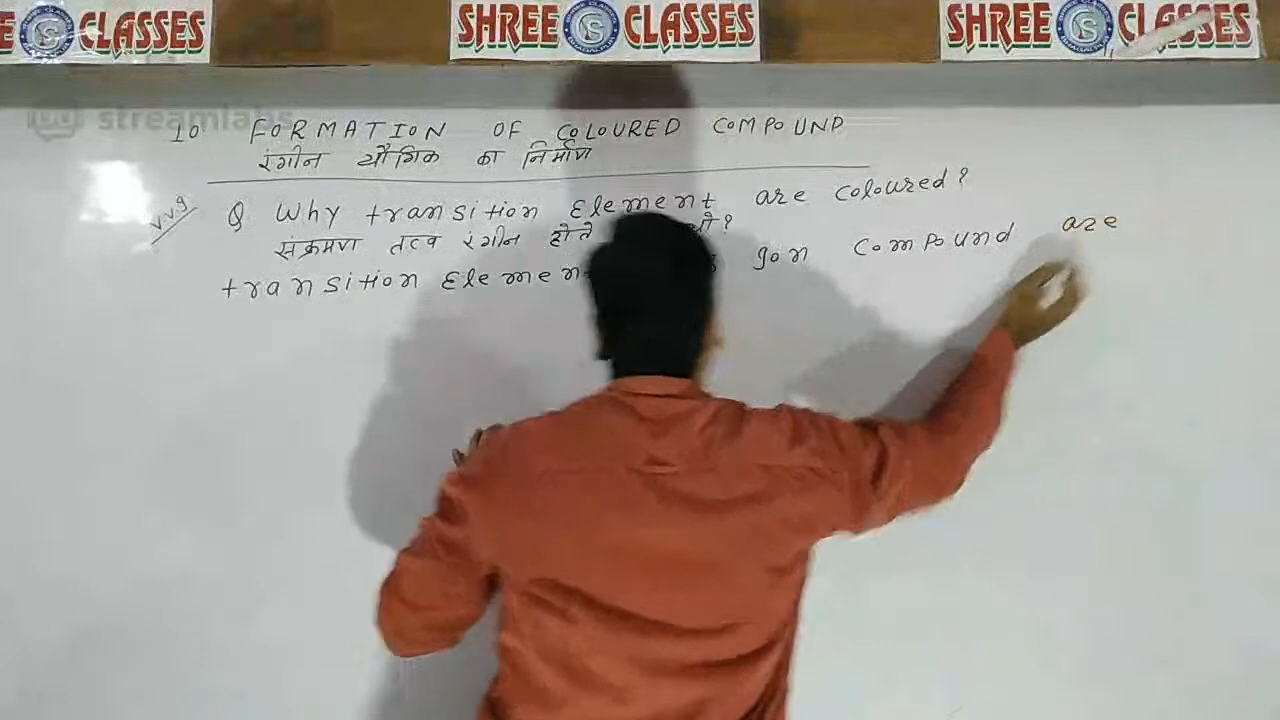 SHREE CLASSES SHREE CLASSES SHREE CLASSES
streamlabs
10 FORMATION OF COLOURED COMPOUND
रंगीन यौगिक का निर्माण
V.V.g
Q Why transition Element are coloured?
संक्रमण तत्व रंगीन होते
transition Elemen gon compound are